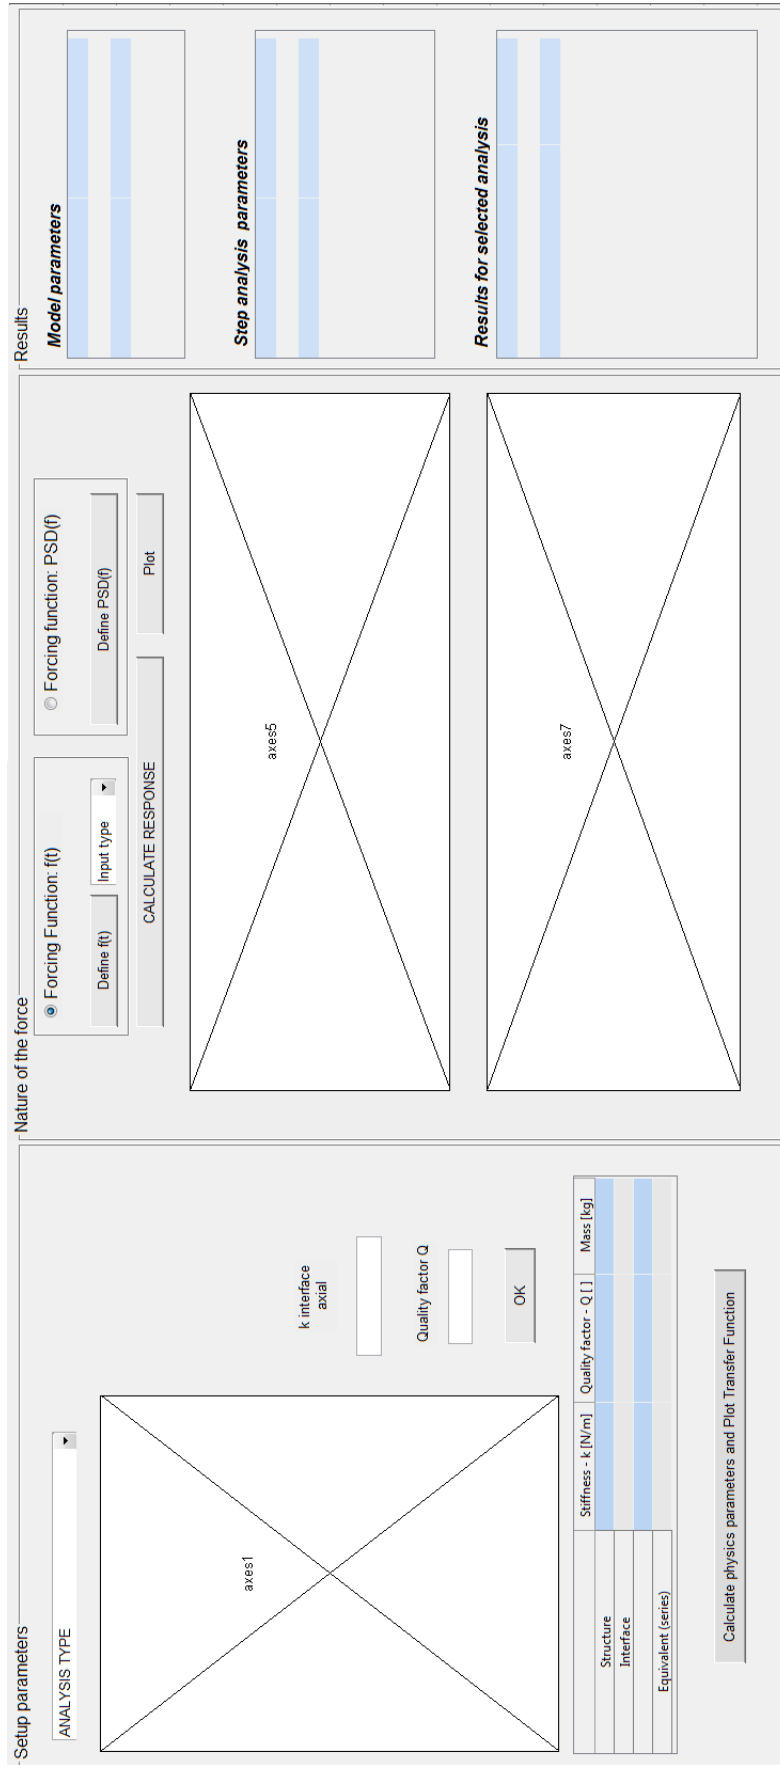 Setup parameters
ANALYSIS TYPE
axes1
k interface
axial
Quality factor Q
OK
Stiffness - k [N/m] Quality factor - Q [ ] Mass [kg]
Structure
Interface
Equivalent (series)
Calculate physics parameters and Plot Transfer Function
Nature of the force
Forcing Function: f(t)
Define f(t) Input type
Forcing function: PSD(f)
Define PSD(f)
CALCULATE RESPONSE Plot
axes5
axes7
Results
Model parameters
Step analysis parameters
Results for selected analysis